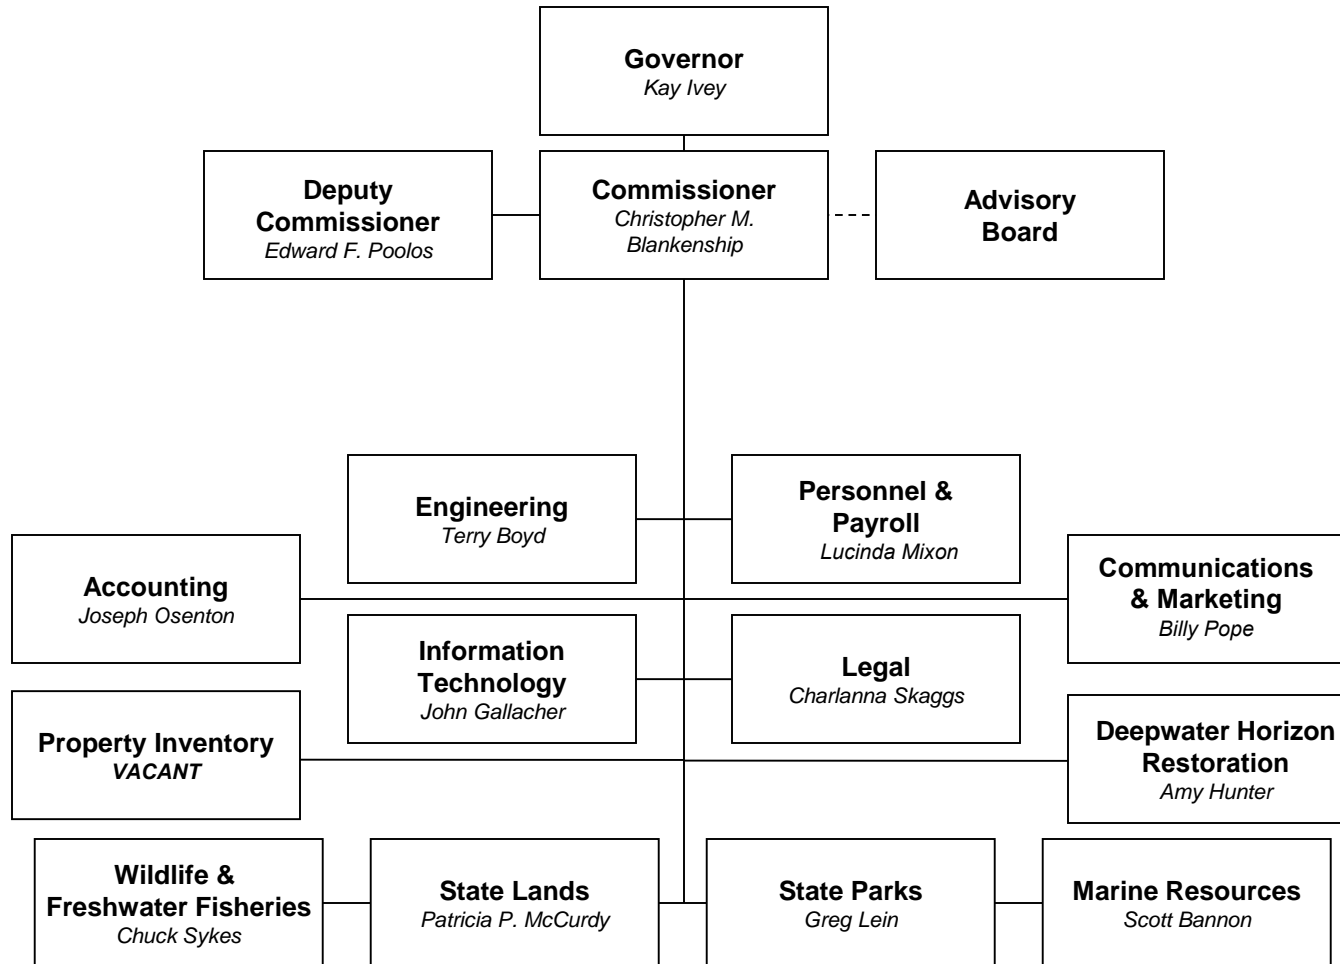 Governor
Kay Ivey
Deputy
Commissioner
Edward F. Poolos
Commissioner
Christopher M.
Blankenship
Advisory
Board
Engineering
Terry Boyd
Personnel &
Payroll
Lucinda Mixon
Accounting
Joseph Osenton
Communications
& Marketing
Billy Pope
Information
Technology
John Gallacher
Legal
Charlanna Skaggs
Property Inventory
VACANT
Deepwater Horizon
Restoration
Amy Hunter
Wildlife &
Freshwater Fisheries
Chuck Sykes
State Lands
Patricia P. McCurdy
State Parks
Greg Lein
Marine Resources
Scott Bannon